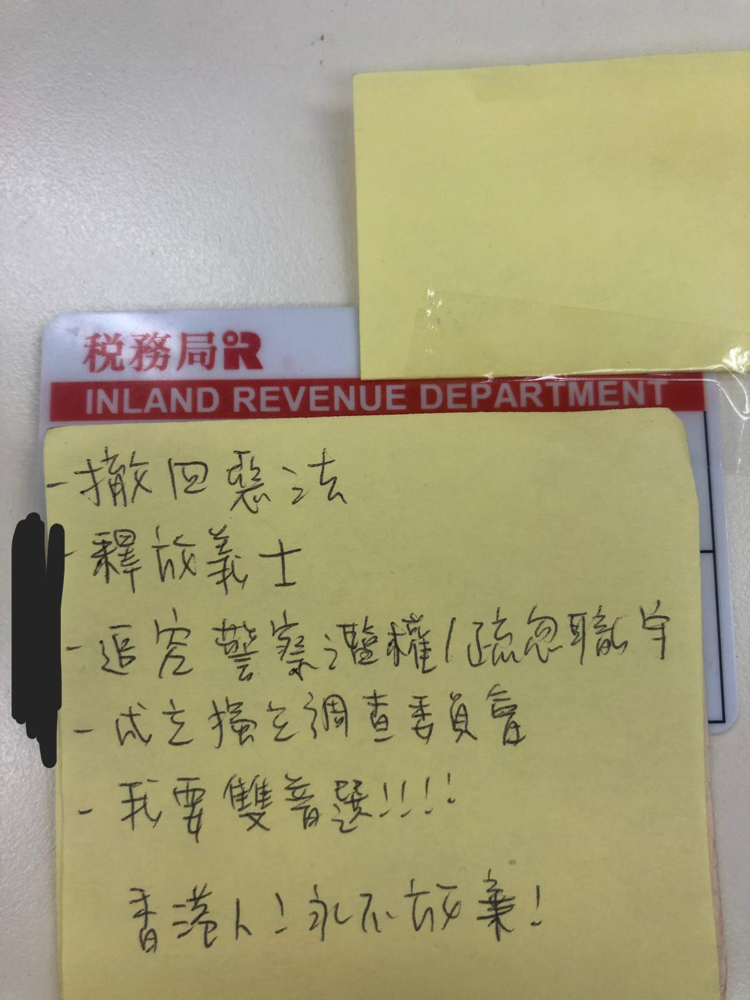 税務局
INLAND REVENUE DEPARTMENT
- 撤回惡法
- 釋放義士
- 追究警察濫權/疏忽職守
- 成立獨立調查委員會
- 我要雙普選!!!!
香港人!永不放棄!